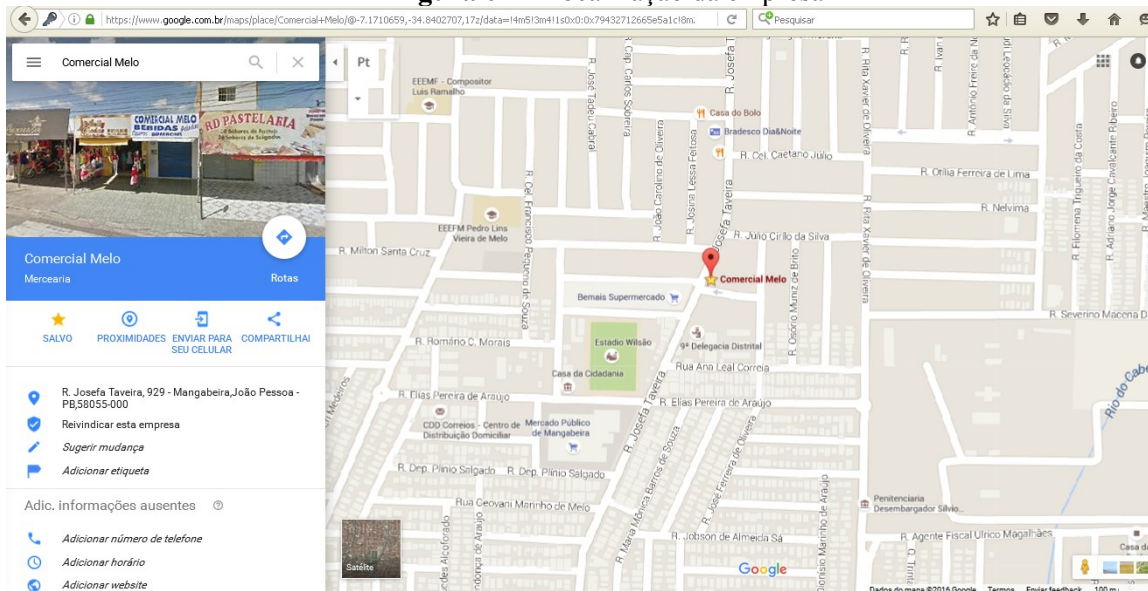 https://www.google.com.br/maps/place/Comercial+Melo/@-7.1710659,-34.8402707,17z/data=!4m5!3m4!1s0x0:0x79432712665e5a1c!8m:
Pesquisar
Comercial Melo
COMERCIAL MELO
BEBIDAS
RD PASTELARIA
Comercial Melo
Mercearia
Rotas
SALVO
PROXIMIDADES
ENVIAR PARA
SEU CELULAR
COMPARTILHAI
R. Josefa Taveira, 929 - Mangabeira,João Pessoa -
PB,58055-000
Reivindicar esta empresa
Sugerir mudança
Adicionar etiqueta
Adic. informações ausentes
Adicionar número de telefone
Adicionar horário
Adicionar website
Pt
EEEMF - Compositor
Luis Ramalho
R. José Tadeu Cabral
R. Cap. Carlos Sobreira
R. Josefa T
Casa do Bolo
Bradesco Dia&Noite
R. Cel. Caetano Júlio
R. João Carolino de Oliveira
R. Josina Lessa Feitosa
Josefa Taveira
R. Rita Xavier de Oliveira
R. Otília Ferreira de Lima
R. Nelvima
R. Antônio Freire da N
R. Filomena Trigueiro da Costa
R. Adriano Jorge Cavalcante Ribeiro
R. Cel. Francisco Pequeno de Souza
EEEFM Pedro Lins
Vieira de Melo
R. Milton Santa Cruz
R. Júlio Cirilo da Silva
Comercial Melo
Bemais Supermercado
R. Osório Muniz de Brito
R. Rita Xavier de Oliveira
R. Severino Macena D
R. Romário C. Morais
Estádio Wilsão
9ª Delegacia Distrital
Casa da Cidadania
Rua Ana Leal Correia
R. Elias Pereira de Araújo
R. Elias Pereira de Araújo
R. Josefa Taveira
CDD Correios - Centro de
Distribuição Domiciliar
Mercado Público
de Mangabeira
R. Dep. Plínio Salgado
R. Dep. Plínio Salgado
Rua Geovani Marinho de Melo
R. Maria Mônica Barros de Souza
R. José Ferreira de Oliveira
R. Jobson de Almeida Sá
Penitenciaria
Desembargador Sílvio...
R. Agente Fiscal Ulrico Magalhães
Rio do Cabe
Casa d
Satélite
Google
Dados do mapa ©2016 Google
Termos
Enviar feedback
100 m